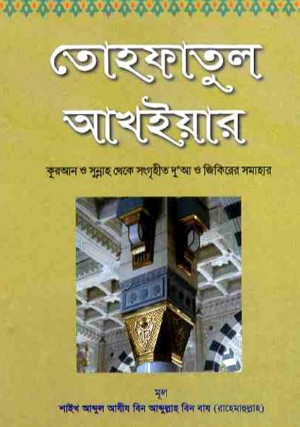 তোহফাতুল
আখইয়ার
কুরআন ও সুন্নাহ থেকে সংগৃহীত দু'আ ও জিকিরের সমাহার
মূল
শাইখ আব্দুল আযীয বিন আব্দুল্লাহ বিন বায (রাহেমাহুল্লাহ)